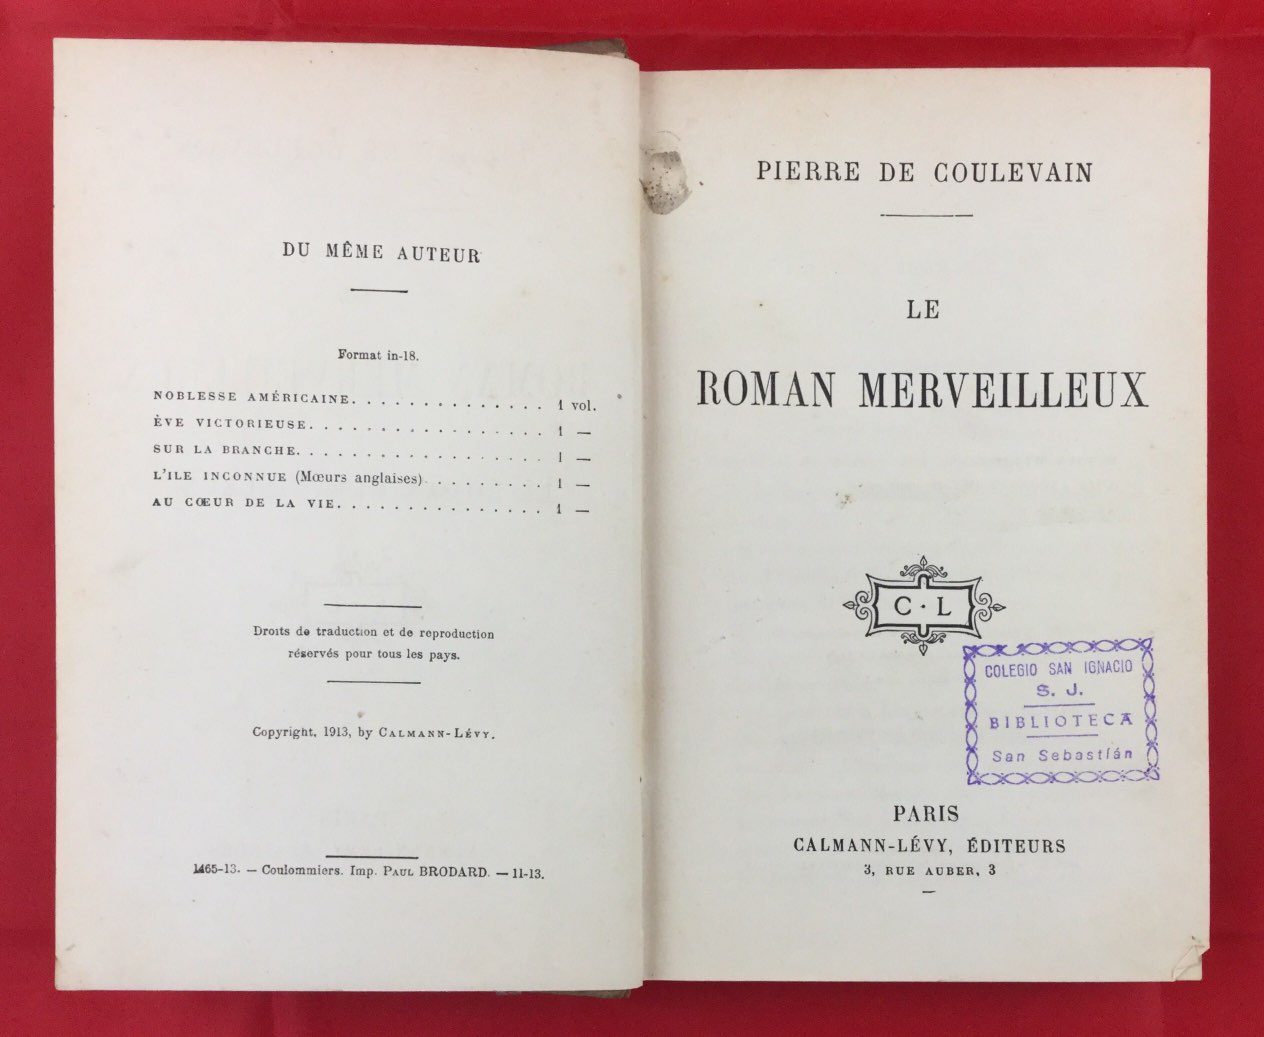 DU MÊME AUTEUR
Format in-18.
NOBLESSE AMÉRICAINE. . . . . . . . . . . . . . . 1 vol.
ÈVE VICTORIEUSE. . . . . . . . . . . . . . . . . 1 —
SUR LA BRANCHE. . . . . . . . . . . . . . . . . . 1 —
L'ILE INCONNUE (Mœurs anglaises). . . . . . . . . 1 —
AU CŒUR DE LA VIE. . . . . . . . . . . . . . . . 1 —
Droits de traduction et de reproduction
réservés pour tous les pays.
Copyright, 1913, by CALMANN-LÉVY.
1465-13. — Coulommiers. Imp. PAUL BRODARD. — 11-13.
PIERRE DE COULEVAIN
LE
ROMAN MERVEILLEUX
C · L
COLEGIO SAN IGNACIO
S. J.
BIBLIOTECA
San Sebastián
PARIS
CALMANN-LÉVY, ÉDITEURS
3, RUE AUBER, 3